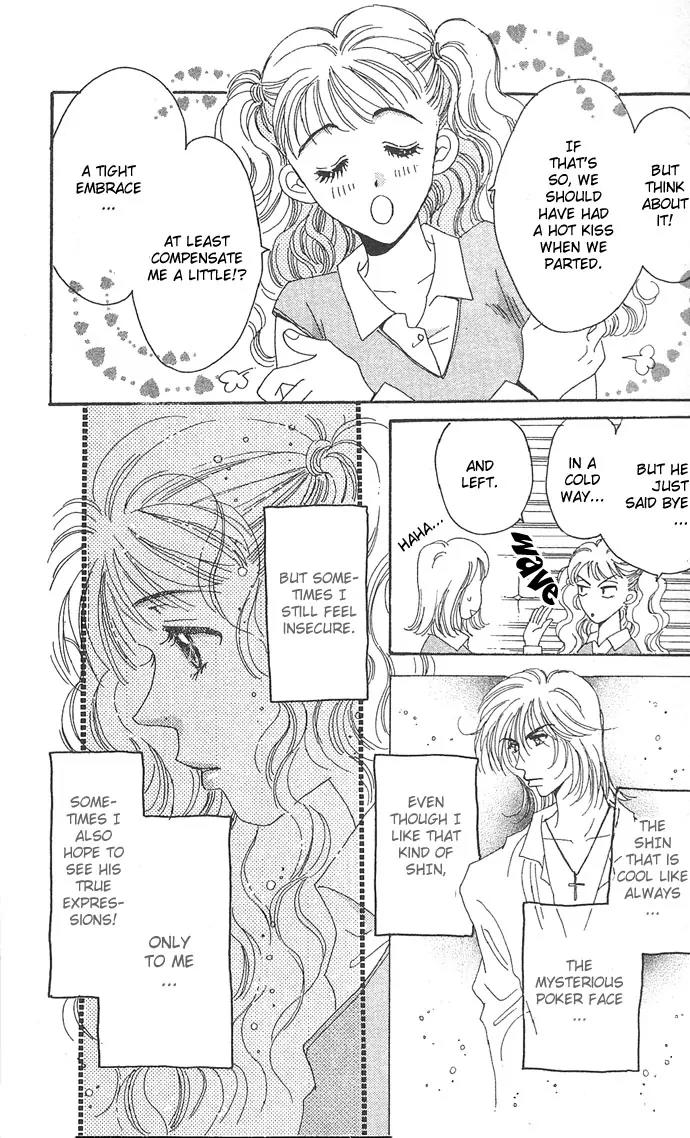 BUT
THINK
ABOUT
IT!
IF
THAT'S
SO, WE
SHOULD
HAVE HAD
A HOT KISS
WHEN WE
PARTED.
A TIGHT
EMBRACE
...
AT LEAST
COMPENSATE
ME A LITTLE!?
BUT HE
JUST
SAID BYE
...
IN A
COLD
WAY...
AND
LEFT.
WAVE
HAHA...
THE
SHIN
THAT IS
COOL LIKE
ALWAYS
...
THE
MYSTERIOUS
POKER FACE
...
EVEN
THOUGH I
LIKE THAT
KIND OF
SHIN,
BUT SOME-
TIMES I
STILL FEEL
INSECURE.
SOME-
TIMES I
ALSO
HOPE TO
SEE HIS
TRUE
EXPRES-
SIONS!
ONLY
TO ME
...